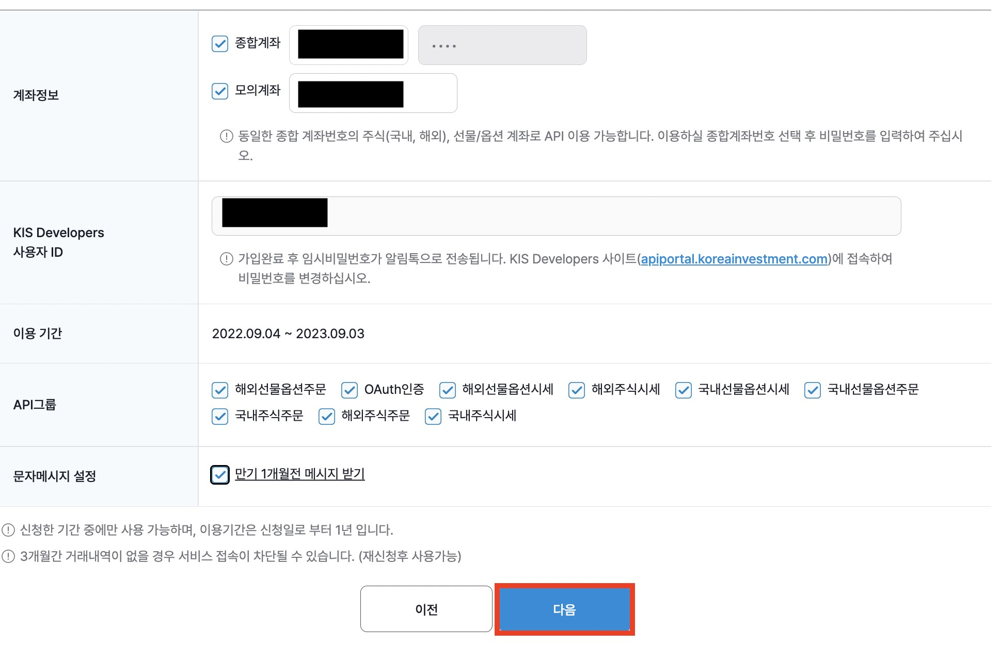 계좌정보
종합계좌 ····
모의계좌
동일한 종합 계좌번호의 주식(국내, 해외), 선물/옵션 계좌로 API 이용 가능합니다. 이용하실 종합계좌번호 선택 후 비밀번호를 입력하여 주십시
오.
KIS Developers
사용자 ID
가입완료 후 임시비밀번호가 알림톡으로 전송됩니다. KIS Developers 사이트(apiportal.koreainvestment.com)에 접속하여
비밀번호를 변경하십시오.
이용 기간
2022.09.04 ~ 2023.09.03
API그룹
해외선물옵션주문 OAuth인증 해외선물옵션시세 해외주식시세 국내선물옵션시세 국내선물옵션주문
국내주식주문 해외주식주문 국내주식시세
문자메시지 설정
만기 1개월전 메시지 받기
신청한 기간 중에만 사용 가능하며, 이용기간은 신청일로 부터 1년 입니다.
3개월간 거래내역이 없을 경우 서비스 접속이 차단될 수 있습니다. (재신청후 사용가능)
이전 다음